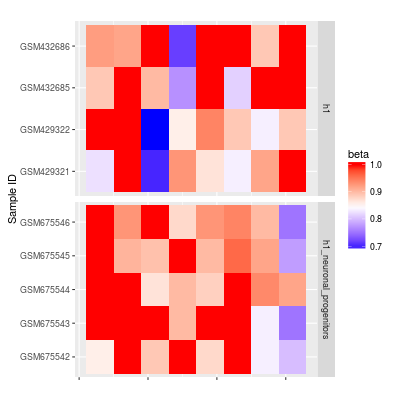 Sample ID
GSM432686
GSM432685
GSM429322
GSM429321
h1
GSM675546
GSM675545
GSM675544
GSM675543
GSM675542
h1_neuronal_progenitors
beta
1.0
0.9
0.8
0.7